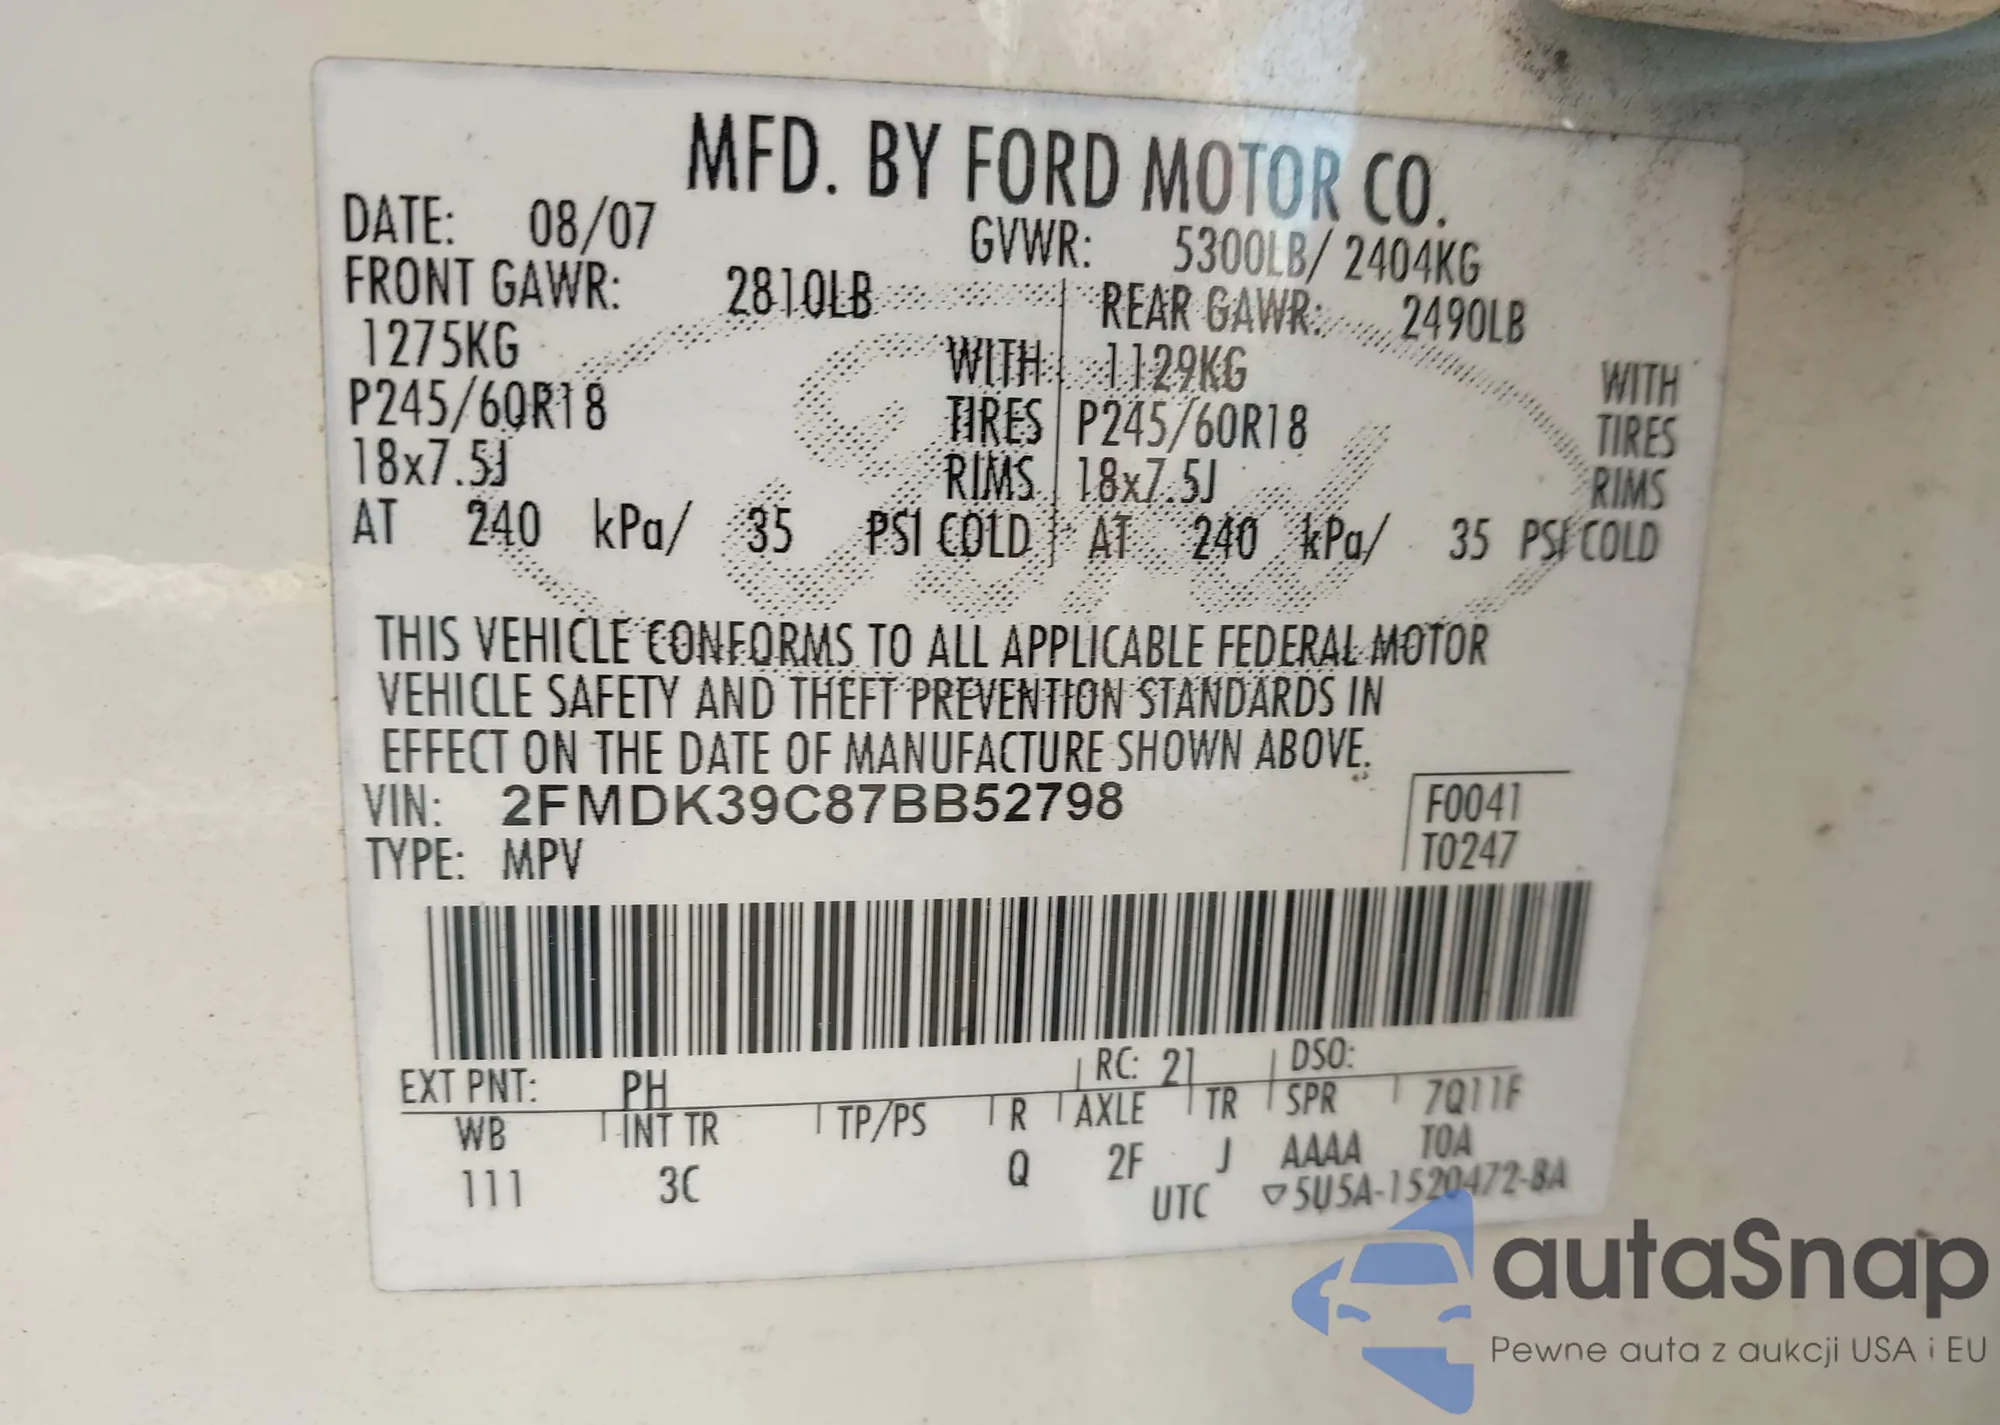 MFD. BY FORD MOTOR CO.
DATE: 08/07 GVWR: 5300LB/ 2404KG
FRONT GAWR: 2810LB REAR GAWR: 2490LB
1275KG WITH 1129KG WITH
P245/60R18 TIRES P245/60R18 TIRES
18x7.5J RIMS 18x7.5J RIMS
AT 240 kPa/ 35 PSI COLD AT 240 kPa/ 35 PSI COLD
THIS VEHICLE CONFORMS TO ALL APPLICABLE FEDERAL MOTOR
VEHICLE SAFETY AND THEFT PREVENTION STANDARDS IN
EFFECT ON THE DATE OF MANUFACTURE SHOWN ABOVE.
VIN: 2FMDK39C87BB52798 F0041
TYPE: MPV T0247
EXT PNT: PH RC: 21 DSO:
WB INT TR TP/PS R AXLE TR SPR 7Q11F
111 3C Q 2F J AAAA T0A
UTC ▽5U5A-1520472-BA
autaSnap
Pewne auta z aukcji USA i EU